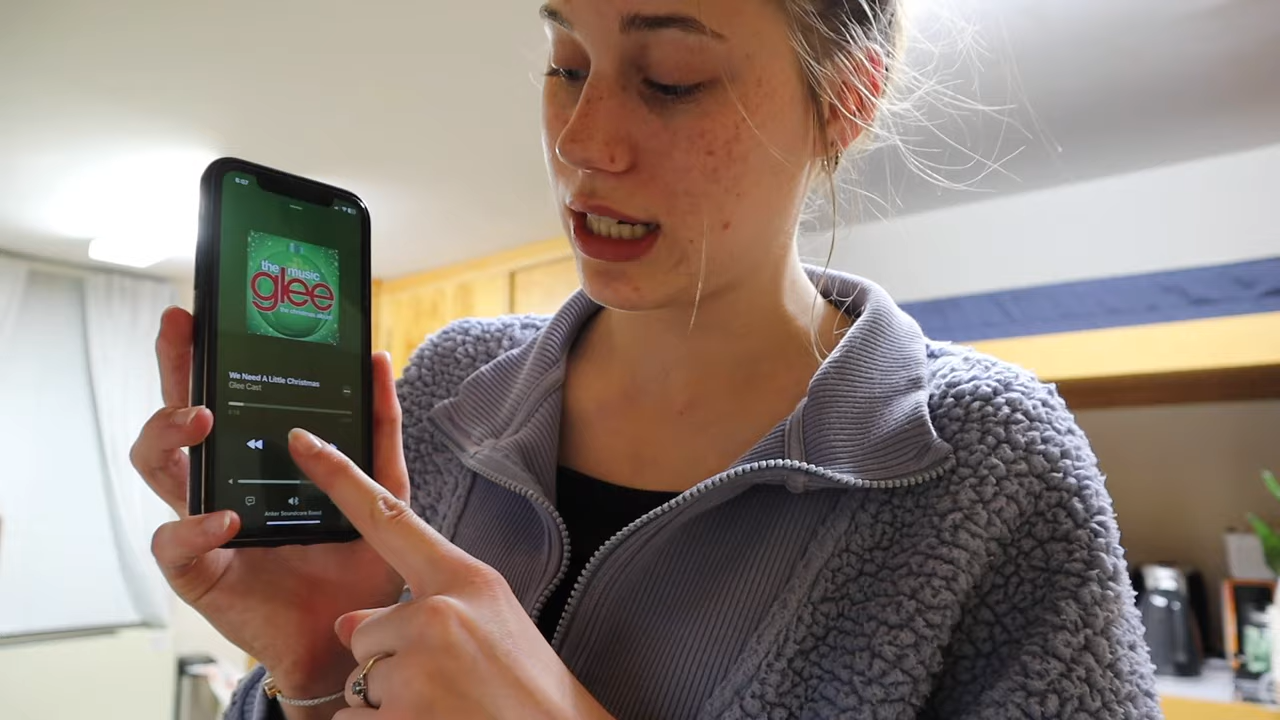 the music
glee
the christmas album
We Need A Little Christmas
Glee Cast
Anker Soundcore Boost